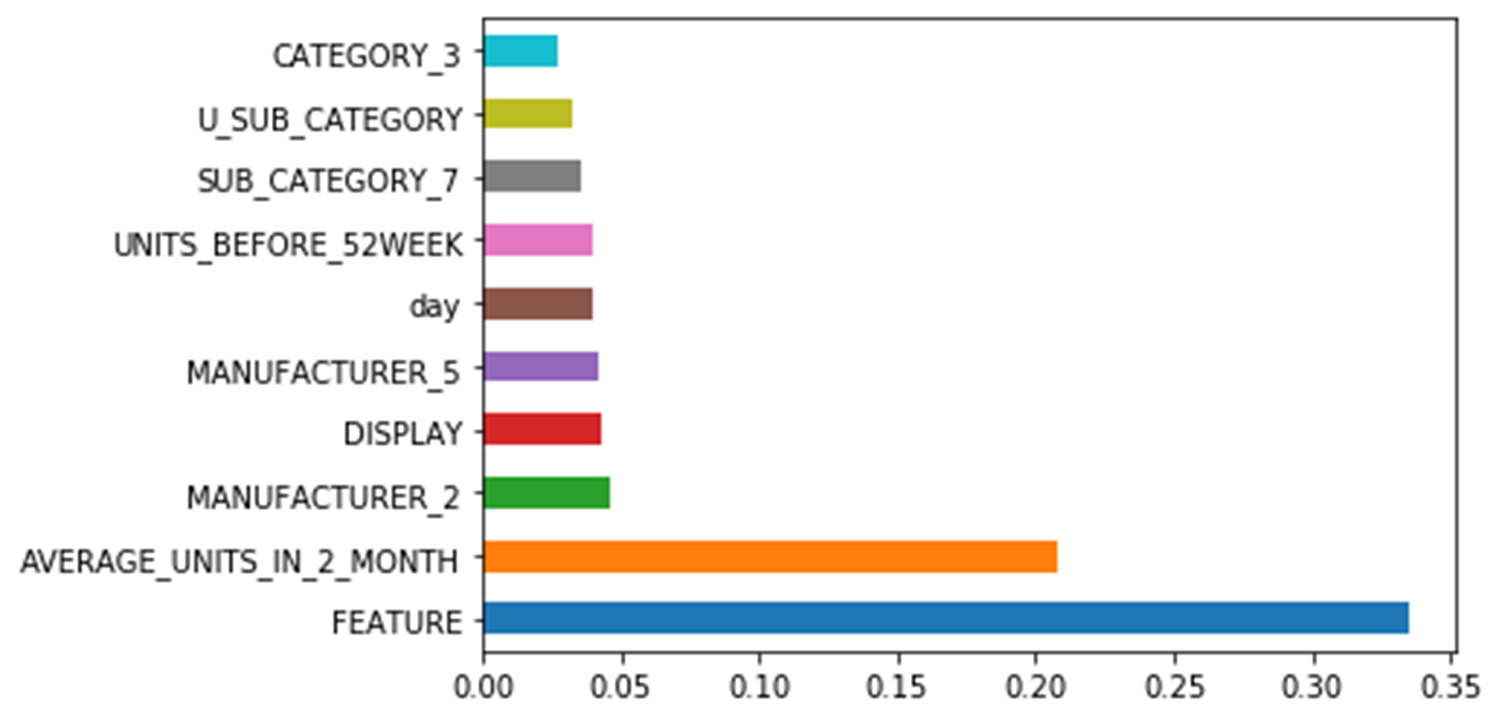 CATEGORY_3
U_SUB_CATEGORY
SUB_CATEGORY_7
UNITS_BEFORE_52WEEK
day
MANUFACTURER_5
DISPLAY
MANUFACTURER_2
AVERAGE_UNITS_IN_2_MONTH
FEATURE
0.00 0.05 0.10 0.15 0.20 0.25 0.30 0.35